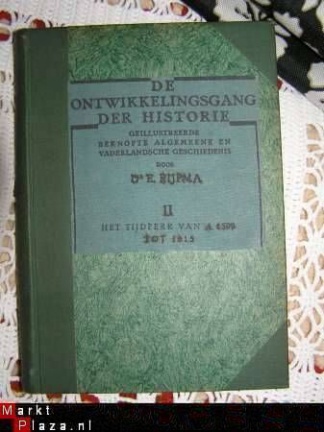 DE
ONTWIKKELINGSGANG
DER HISTORIE
GEILLUSTREERDE
BEKNOPTE ALGEMEENE EN
VADERLANDSCHE GESCHIEDENIS
DOOR
Dr E. RIJPMA
II
HET TIJDPERK VAN
TOT 1815
Markt
Plaza.nl